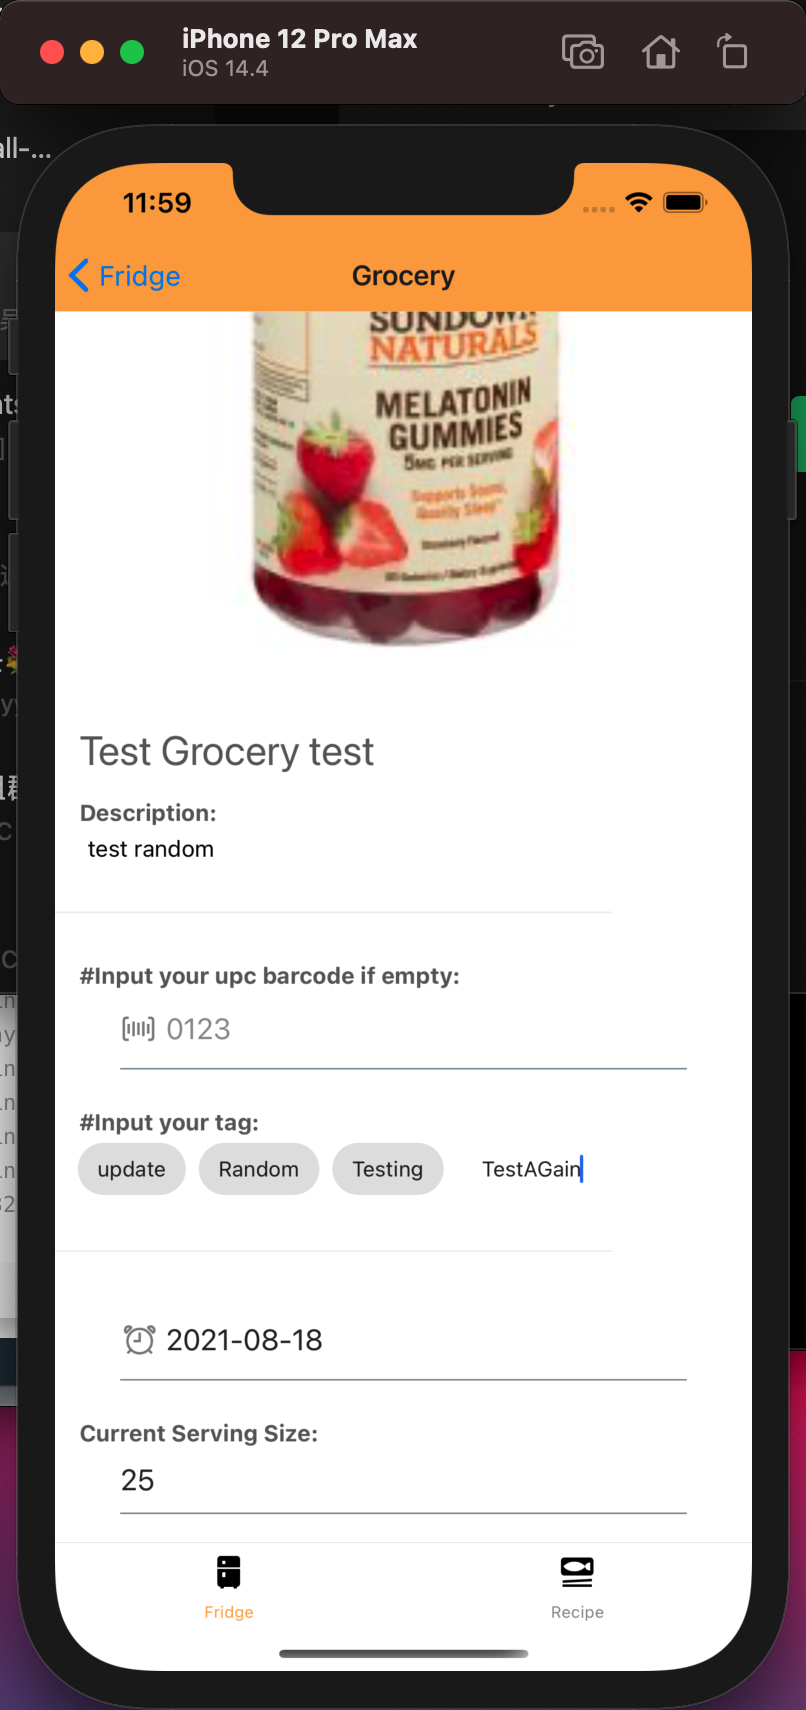 iPhone 12 Pro Max
iOS 14.4
all-...
11:59
Fridge
Grocery
SUNDOWN
NATURALS
MELATONIN
GUMMIES
5MG PER SERVING
Supports Sound,
Quality Sleep
Strawberry Flavored
Test Grocery test
Description:
test random
#Input your upc barcode if empty:
0123
#Input your tag:
update
Random
Testing
TestAGain
2021-08-18
Current Serving Size:
25
Fridge
Recipe